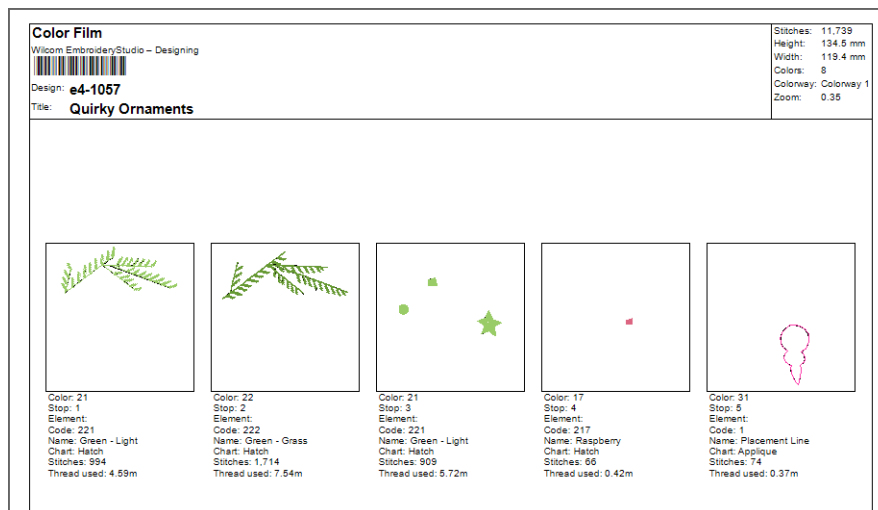 Color Film
Wilcom EmbroideryStudio – Designing
Design: e4-1057
Title: Quirky Ornaments
Stitches: 11,739
Height: 134.5 mm
Width: 119.4 mm
Colors: 8
Colorway: Colorway 1
Zoom: 0.35
Color: 21
Stop: 1
Element:
Code: 221
Name: Green - Light
Chart: Hatch
Stitches: 994
Thread used: 4.59m
Color: 22
Stop: 2
Element:
Code: 222
Name: Green - Grass
Chart: Hatch
Stitches: 1,714
Thread used: 7.54m
Color: 21
Stop: 3
Element:
Code: 221
Name: Green - Light
Chart: Hatch
Stitches: 909
Thread used: 5.72m
Color: 17
Stop: 4
Element:
Code: 217
Name: Raspberry
Chart: Hatch
Stitches: 66
Thread used: 0.42m
Color: 31
Stop: 5
Element:
Code: 1
Name: Placement Line
Chart: Applique
Stitches: 74
Thread used: 0.37m